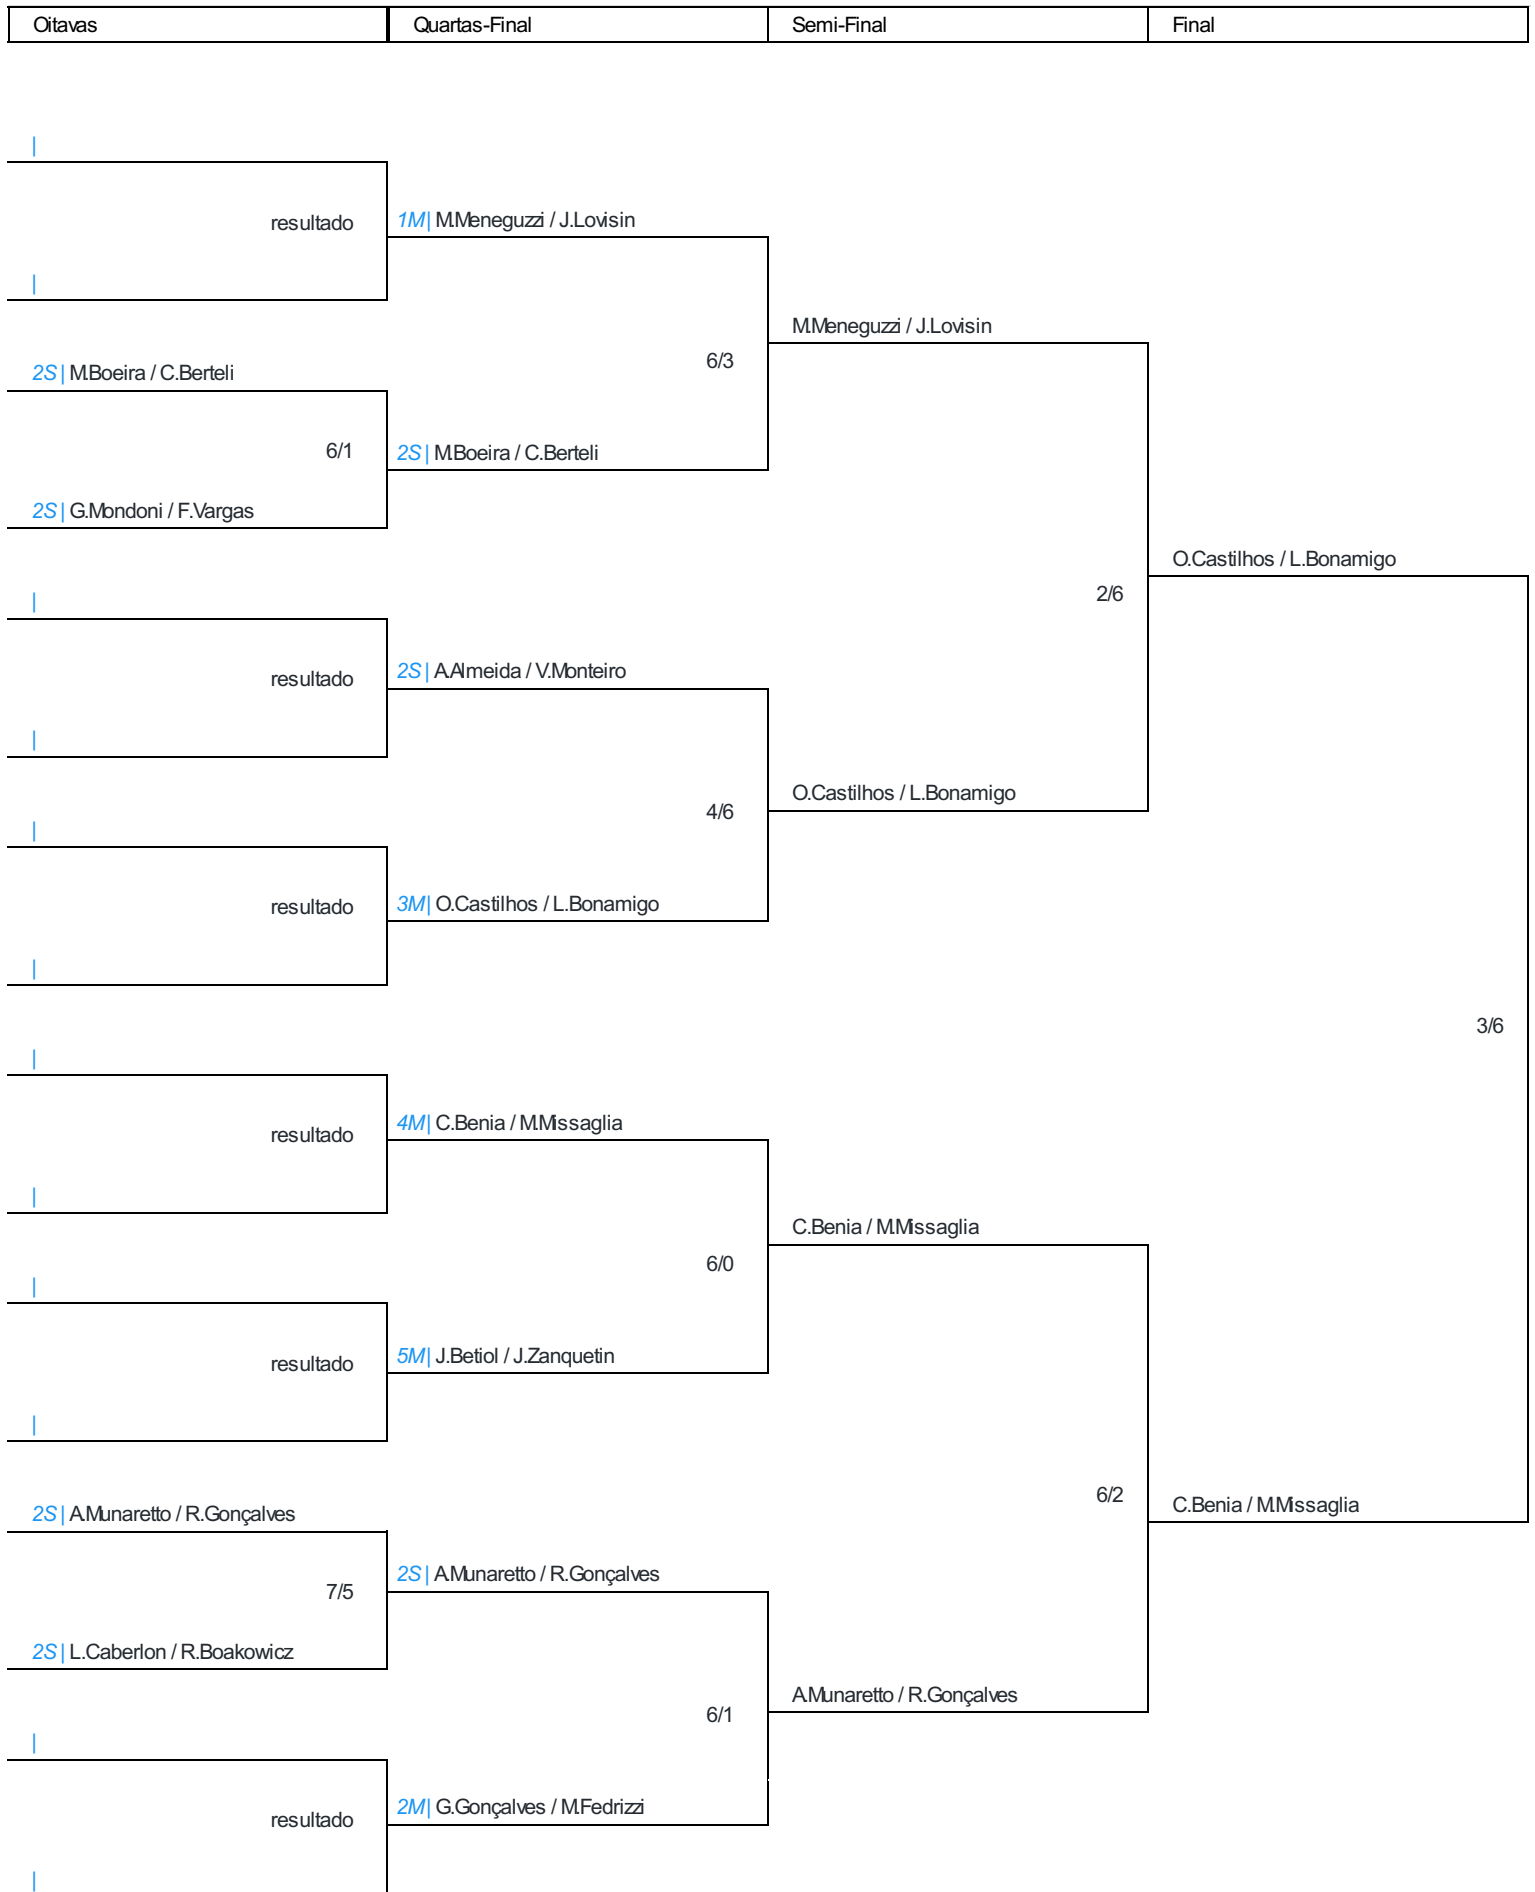 Oitavas Quartas-Final Semi-Final Final
|
resultado
1M| M.Meneguzzi / J.Lovisin
|
M.Meneguzzi / J.Lovisin
6/3
2S| M.Boeira / C.Berteli
6/1
2S| M.Boeira / C.Berteli
2S| G.Mondoni / F.Vargas
O.Castilhos / L.Bonamigo
2/6
|
resultado
2S| A.Almeida / V.Monteiro
|
O.Castilhos / L.Bonamigo
4/6
|
resultado
3M| O.Castilhos / L.Bonamigo
|
3/6
|
resultado
4M| C.Benia / M.Missaglia
|
C.Benia / M.Missaglia
6/0
|
resultado
5M| J.Betiol / J.Zanquetin
|
6/2
C.Benia / M.Missaglia
2S| A.Munaretto / R.Gonçalves
7/5
2S| A.Munaretto / R.Gonçalves
2S| L.Caberlon / R.Boakowicz
A.Munaretto / R.Gonçalves
6/1
|
resultado
2M| G.Gonçalves / M.Fedrizzi
|